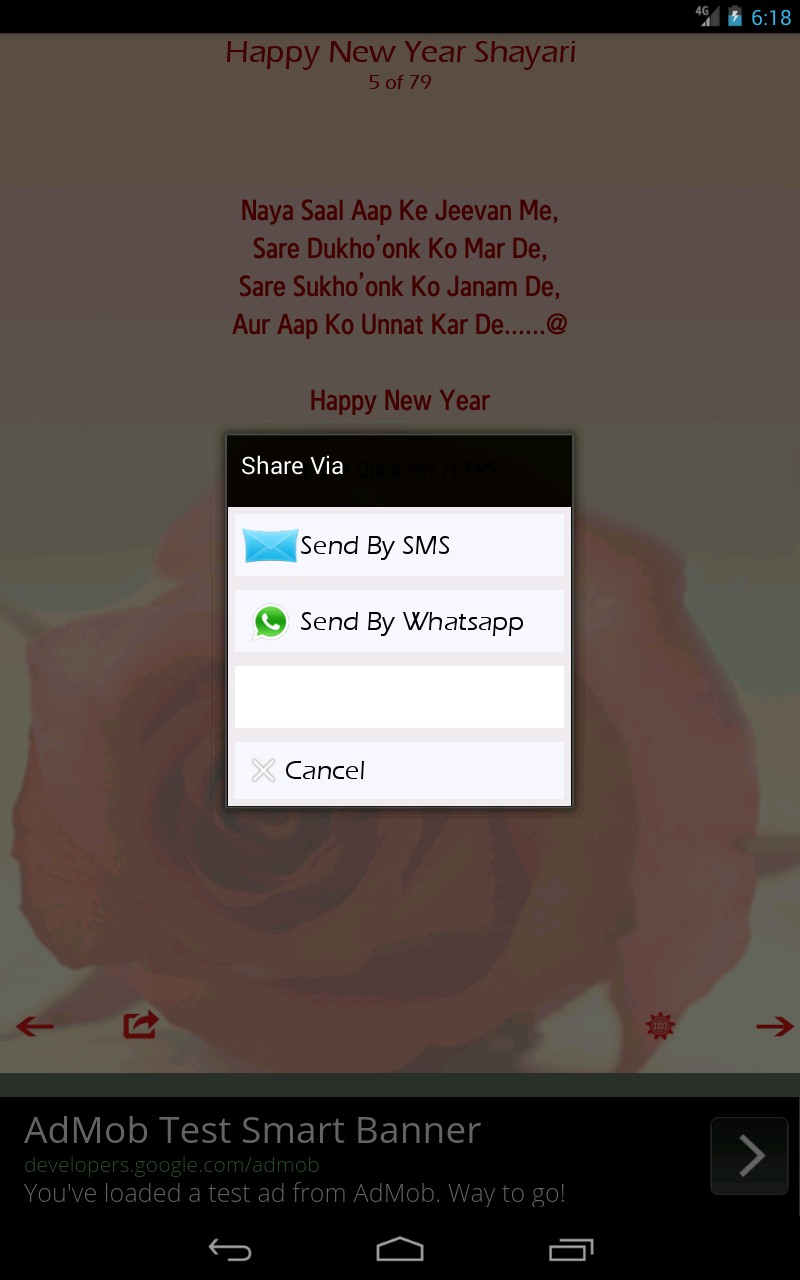 4G 6:18
Happy New Year Shayari
5 of 79
Naya Saal Aap Ke Jeevan Me,
Sare Dukho'onk Ko Mar De,
Sare Sukho'onk Ko Janam De,
Aur Aap Ko Unnat Kar De......@
Happy New Year
Characters /1 SMS
Share Via
Send By SMS
Send By Whatsapp
Cancel
AdMob Test Smart Banner
developers.google.com/admob
You've loaded a test ad from AdMob. Way to go!